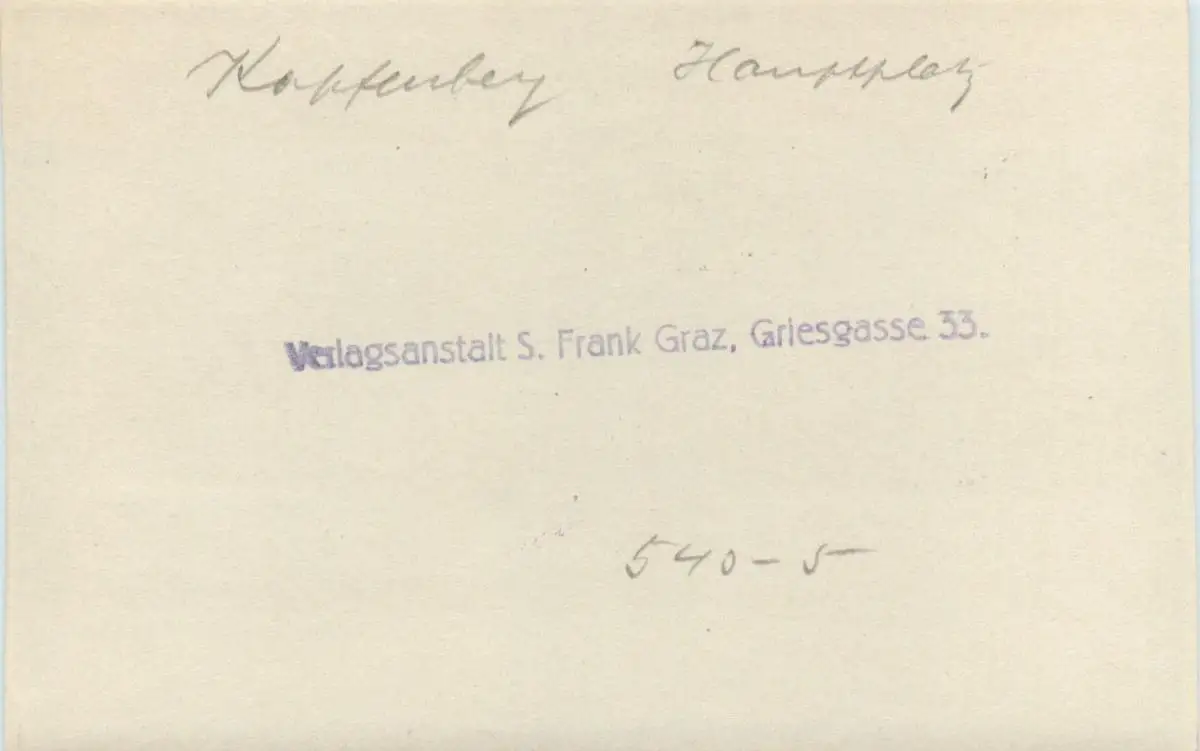 Kapfenberg Hauptplatz
Verlagsanstalt S. Frank Graz, Griesgasse 33.
540-5